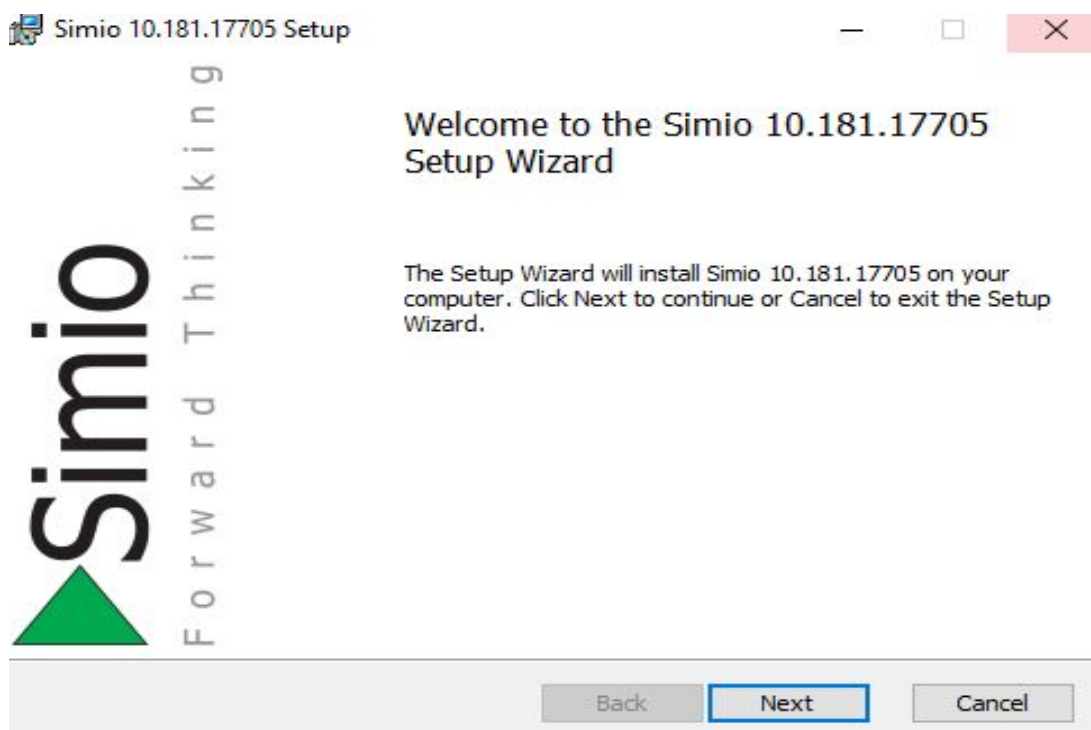 Simio 10.181.17705 Setup
Simio
Forward Thinking
Welcome to the Simio 10.181.17705
Setup Wizard
The Setup Wizard will install Simio 10.181.17705 on your
computer. Click Next to continue or Cancel to exit the Setup
Wizard.
Back
Next
Cancel